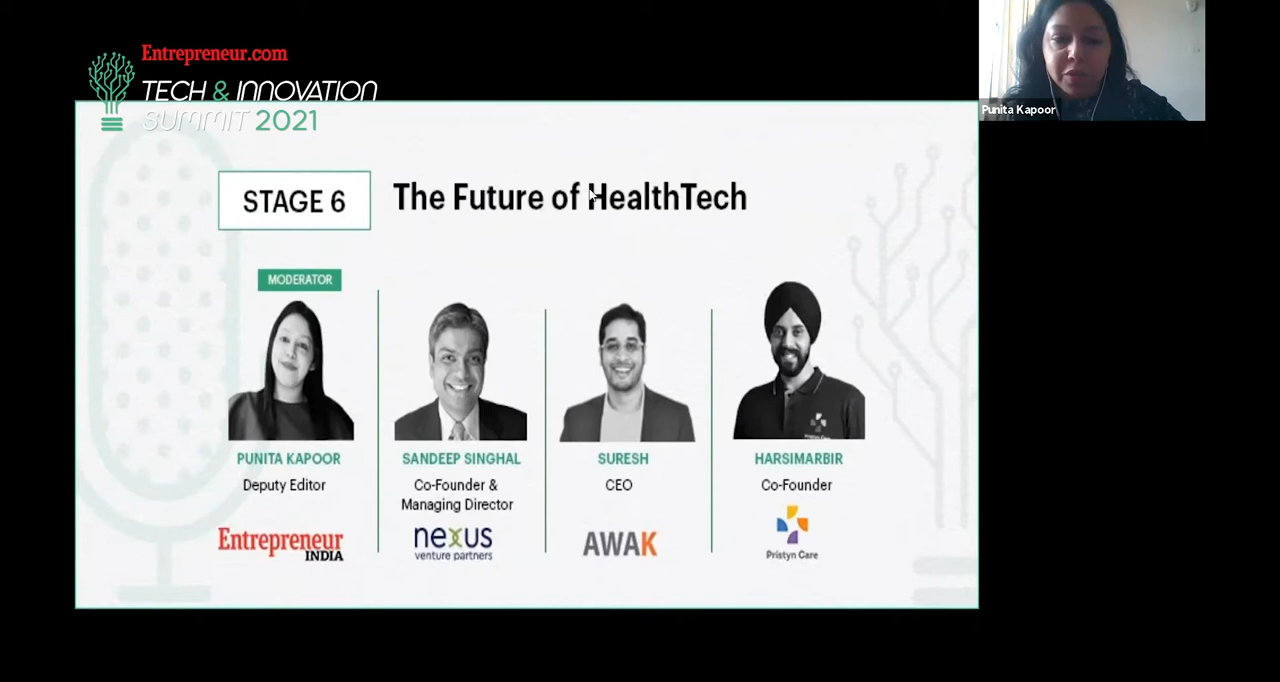 Entrepreneur.com
TECH & INNOVATION
SUMMIT 2021
Punita Kapoor
STAGE 6
The Future of HealthTech
MODERATOR
PUNITA KAPOOR
Deputy Editor
Entrepreneur
INDIA
SANDEEP SINGHAL
Co-Founder &
Managing Director
nexus
venture partners
SURESH
CEO
AWAK
HARSIMARBIR
Co-Founder
Pristyn Care